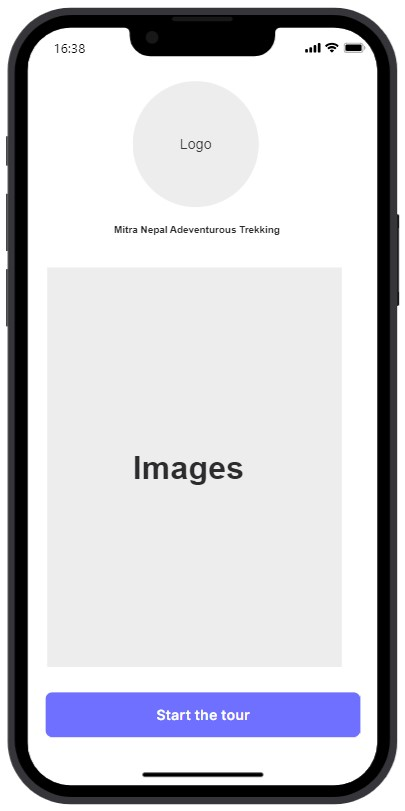 16:38
Logo
Mitra Nepal Adeventurous Trekking
Images
Start the tour